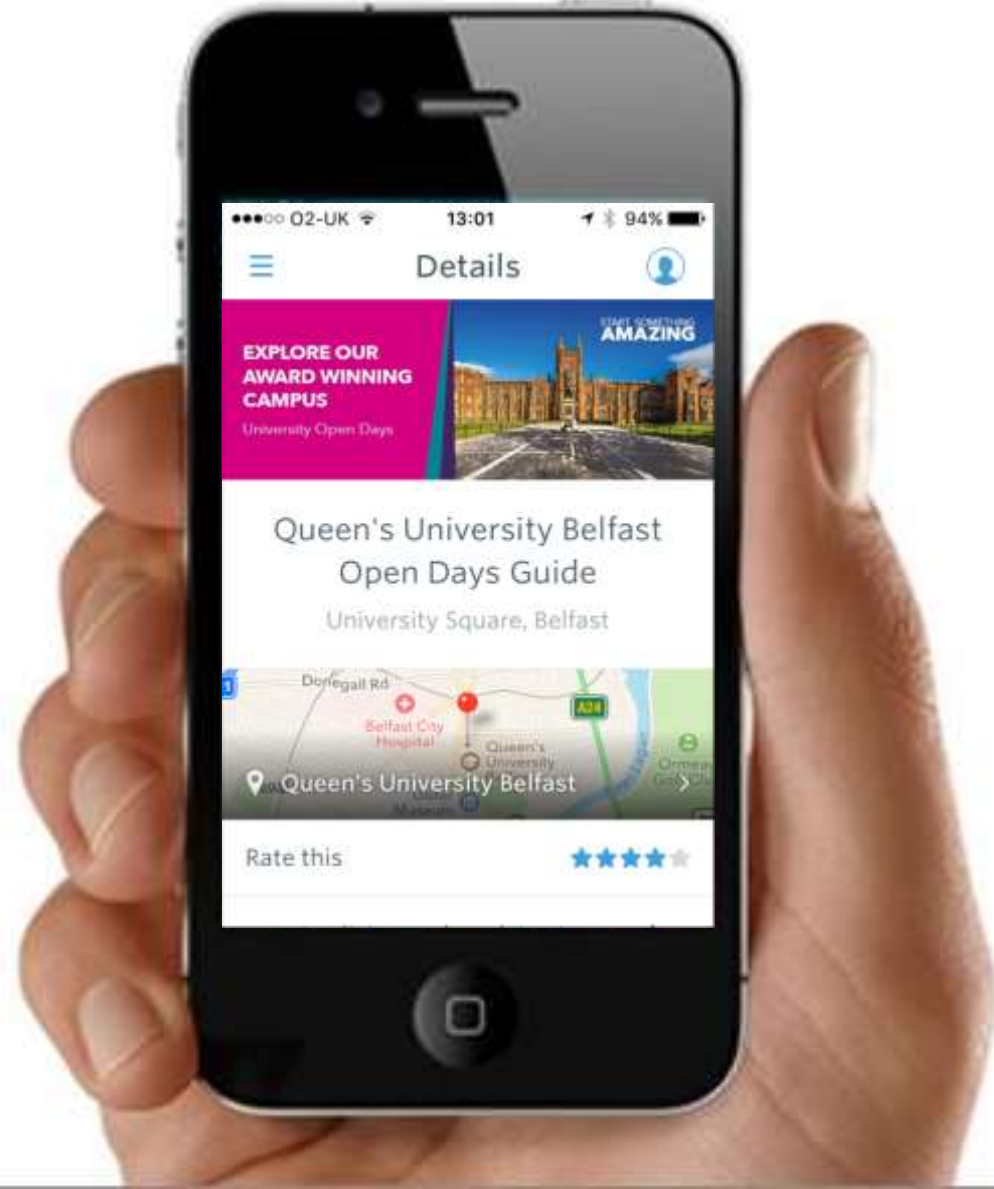 O2-UK 13:01 94%
Details
START SOMETHING
AMAZING
EXPLORE OUR
AWARD WINNING
CAMPUS
University Open Days
Queen's University Belfast
Open Days Guide
University Square, Belfast
Donegall Rd
A24
Belfast City
Hospital
Queen's
University
Queen's University Belfast
Museum
Rate this